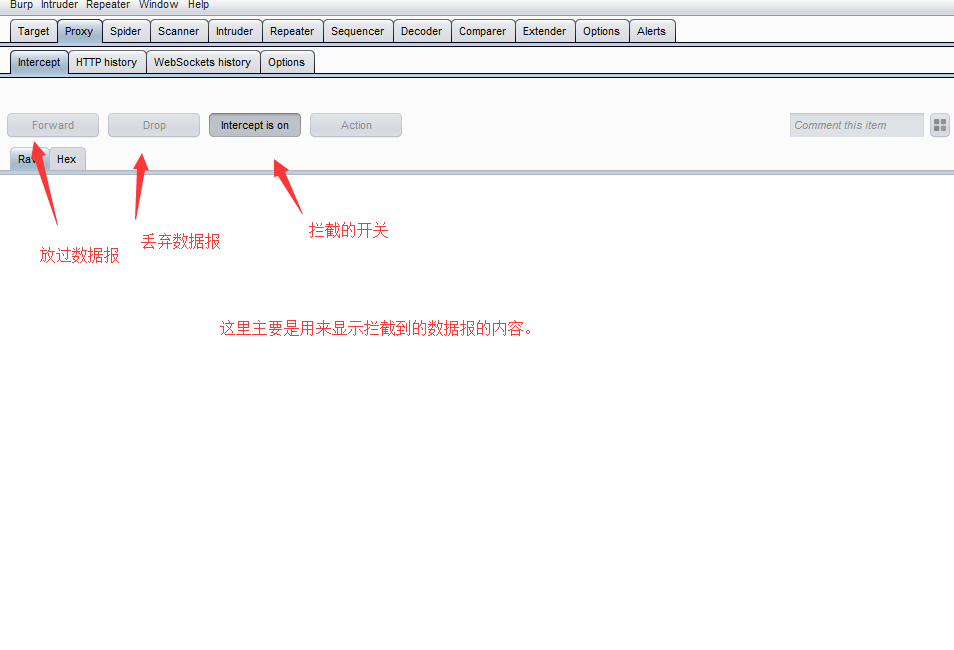 Burp Intruder Repeater Window Help
Target Proxy Spider Scanner Intruder Repeater Sequencer Decoder Comparer Extender Options Alerts
Intercept HTTP history WebSockets history Options
Forward Drop Intercept is on Action Comment this item
Raw Hex
放过数据报 丢弃数据报 拦截的开关
这里主要是用来显示拦截到的数据报的内容。